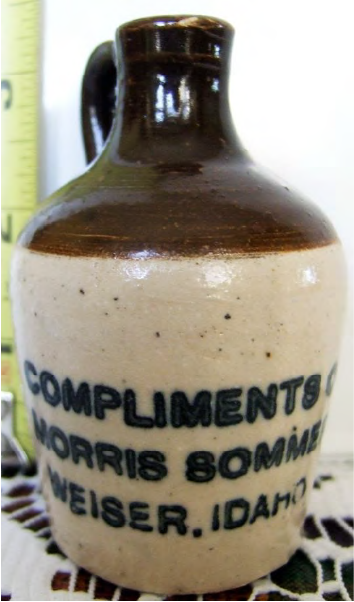 COMPLIMENTS O
MORRIS SOMME
WEISER, IDAHO